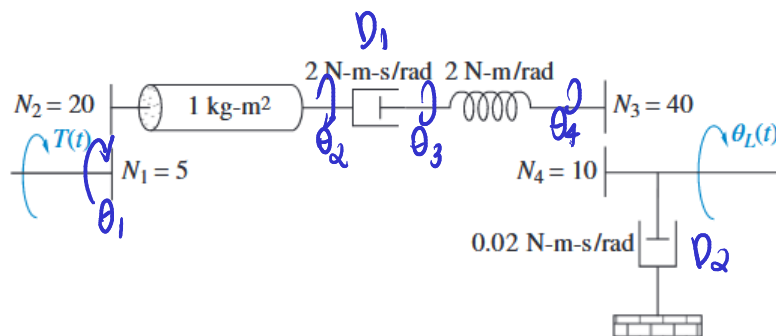 D₁
2 N-m-s/rad 2 N-m/rad
N₂ = 20
1 kg-m²
N₃ = 40
θ₂
θ₃
θ₄
T(t)
θ_L(t)
N₁ = 5
N₄ = 10
θ₁
0.02 N-m-s/rad
D₂